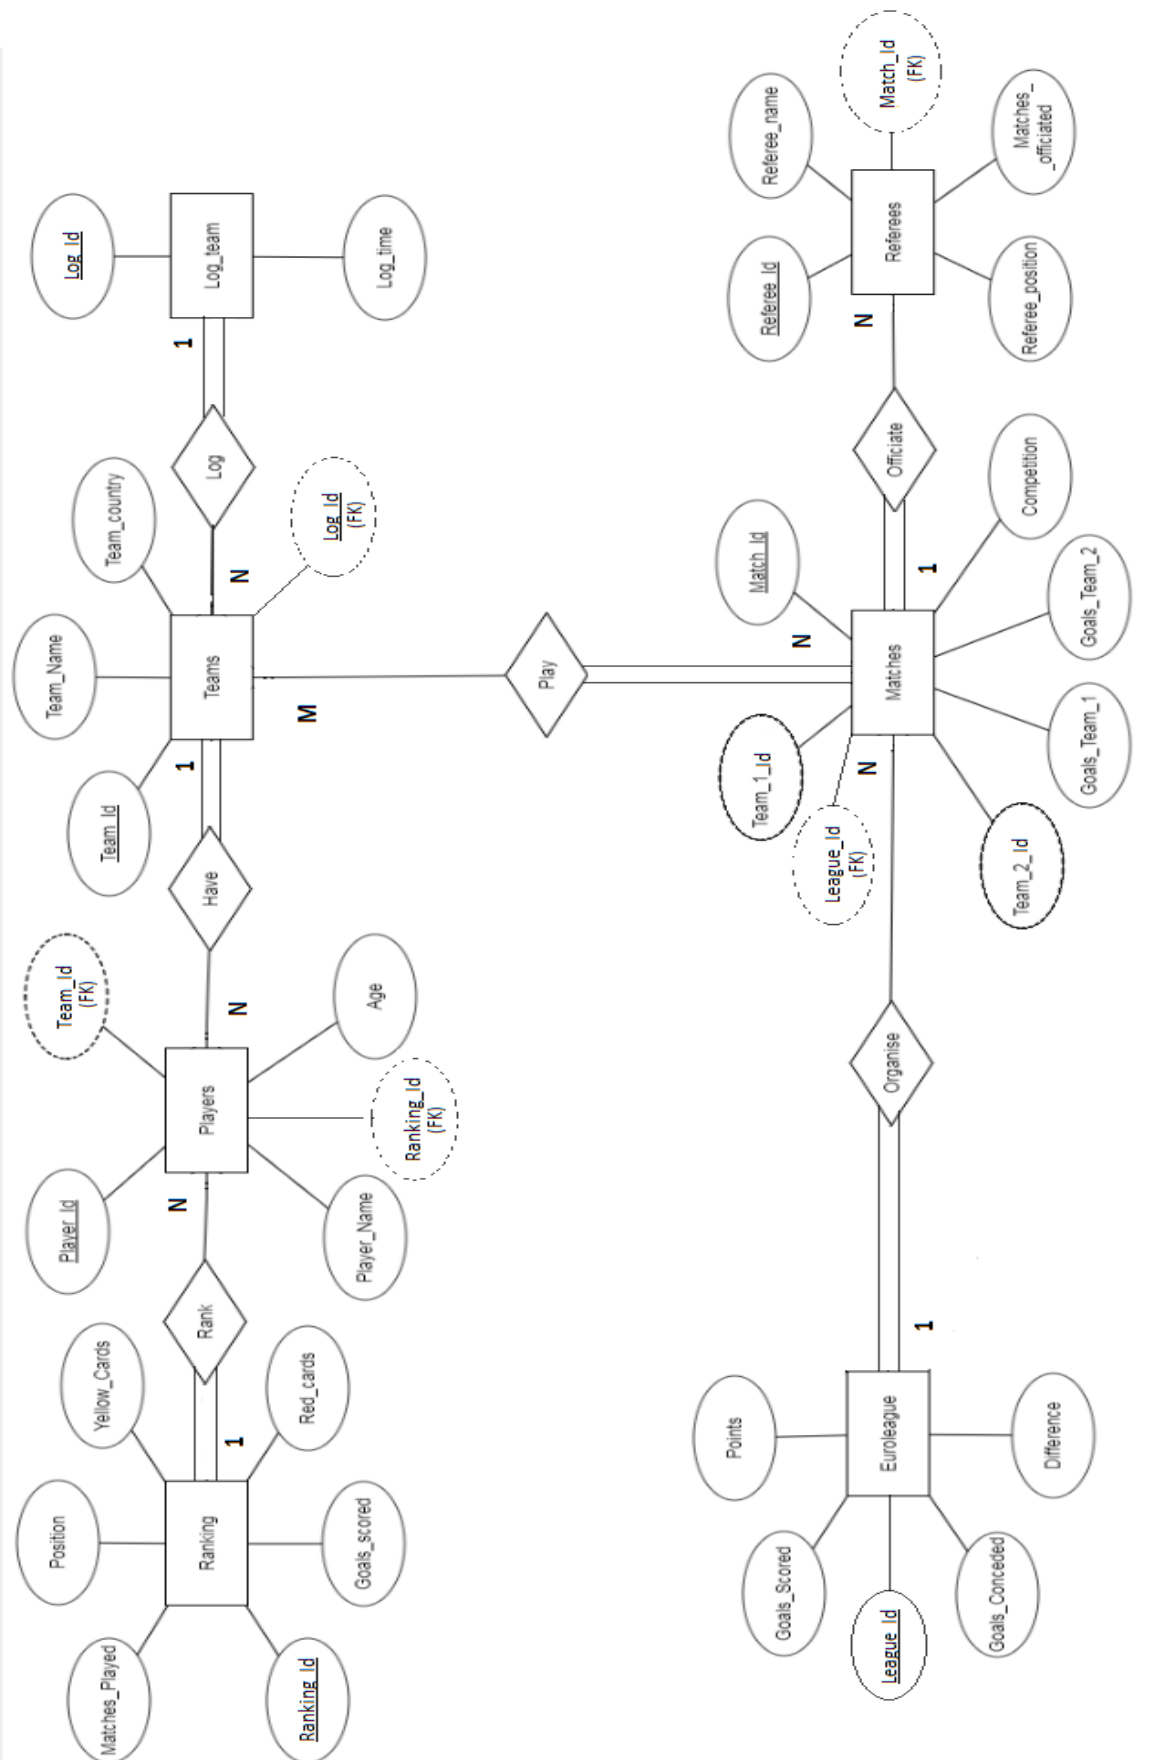 Matches_Played
Position
Yellow_Cards
Ranking
Ranking_Id
Goals_scored
Red_cards
1
Rank
N
Player_Id
Team_Id
(FK)
Players
Player_Name
Ranking_Id
(FK)
Age
N
Have
1
Team_Id
Team_Name
Team_country
Teams
N
Log_Id
(FK)
Log
1
Log_Id
Log_team
Log_time
M
Play
N
Goals_Scored
Points
League_Id
Euroleague
Goals_Conceded
Difference
1
Organise
N
League_Id
(FK)
Team_1_Id
Match_Id
Matches
Team_2_Id
Goals_Team_1
Goals_Team_2
Competition
1
Officiate
N
Referee_Id
Referee_name
Match_Id
(FK)
Referees
Referee_position
Matches_
_officiated